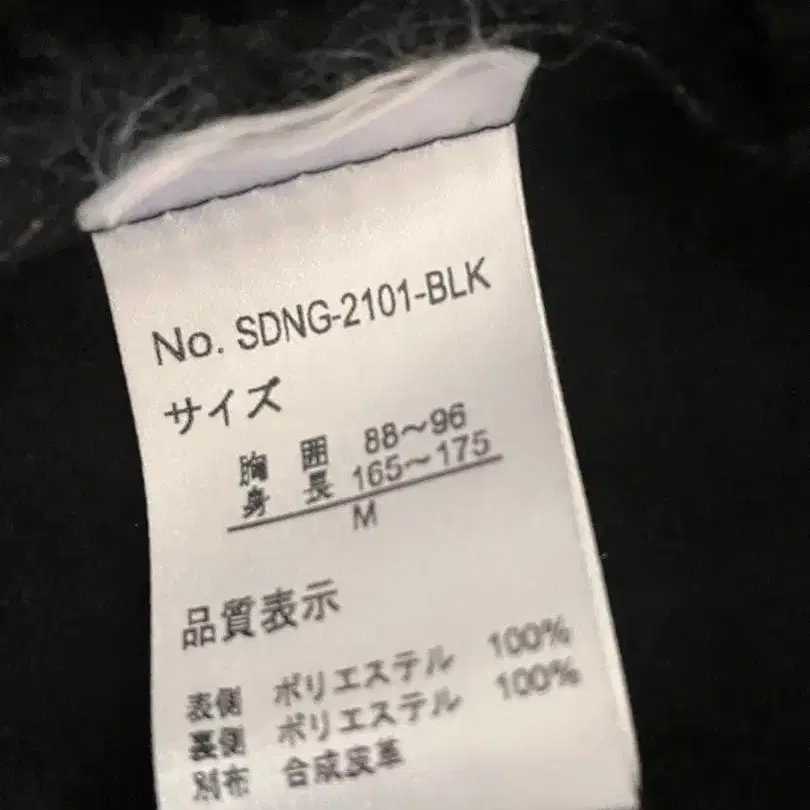 No. SDNG-2101-BLK
サイズ
胸 囲 88〜96
身 長 165〜175
M
品質表示
表側 ポリエステル 100%
裏側 ポリエステル 100%
別布 合成皮革